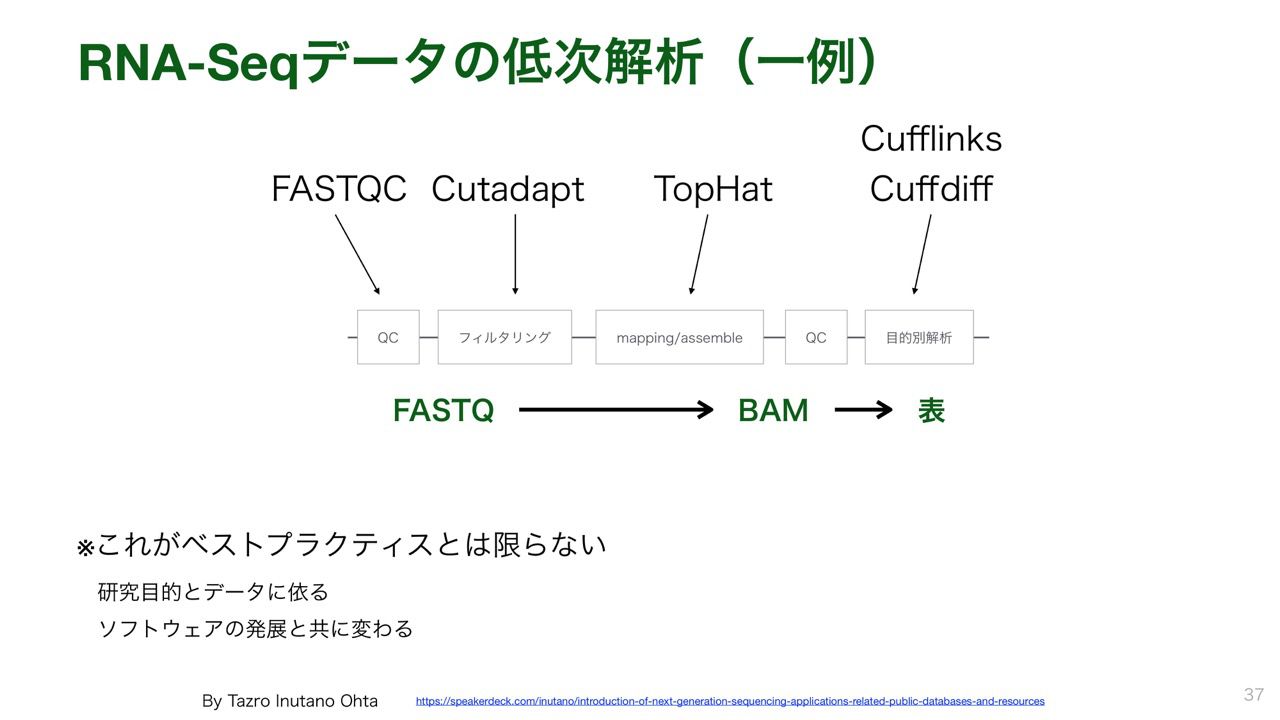 RNA-Seqデータの低次解析（一例）
Cufflinks
FASTQC Cutadapt TopHat Cuffdiff
QC フィルタリング mapping/assemble QC 目的別解析
FASTQ BAM 表
※これがベストプラクティスとは限らない
研究目的とデータに依る
ソフトウェアの発展と共に変わる
By Tazro Inutano Ohta https://speakerdeck.com/inutano/introduction-of-next-generation-sequencing-applications-related-public-databases-and-resources
37